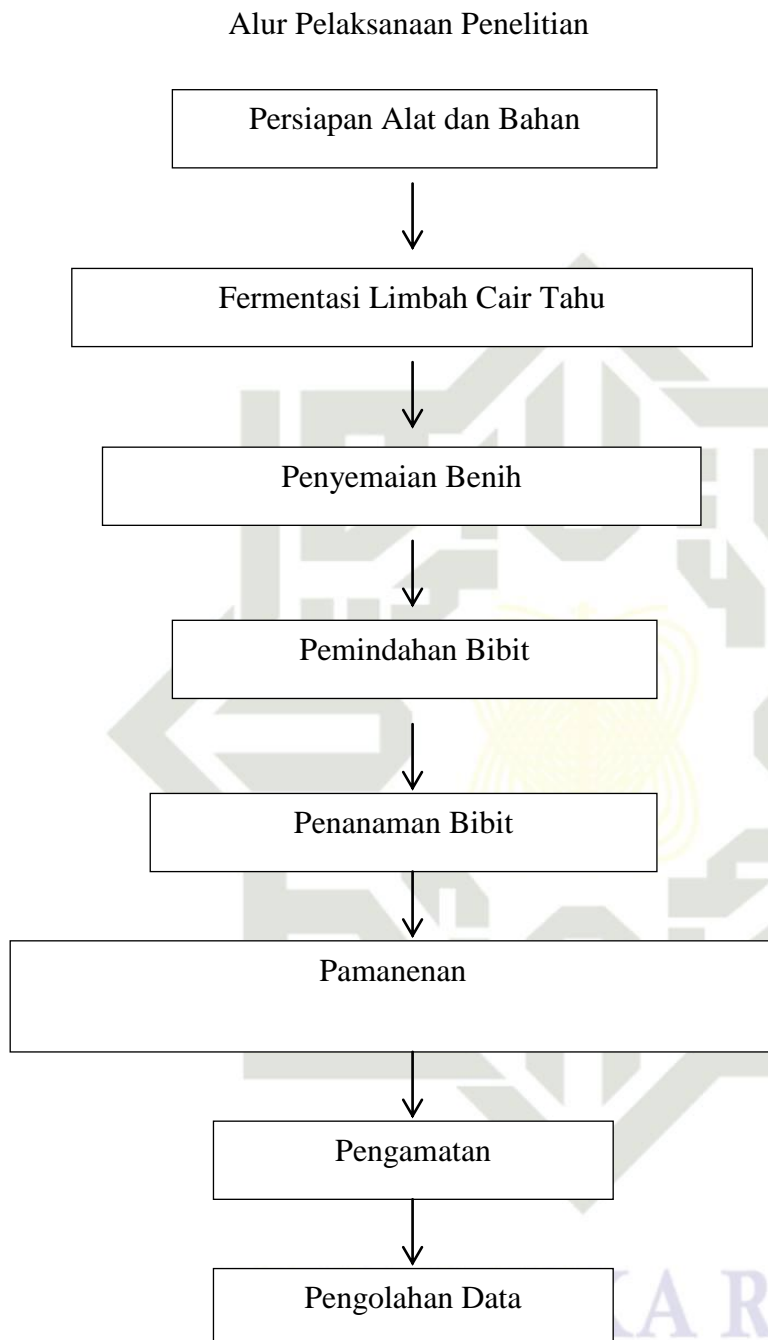 Alur Pelaksanaan Penelitian
Persiapan Alat dan Bahan
Fermentasi Limbah Cair Tahu
Penyemaian Benih
Pemindahan Bibit
Penanaman Bibit
Pamanenan
Pengamatan
Pengolahan Data
KA R